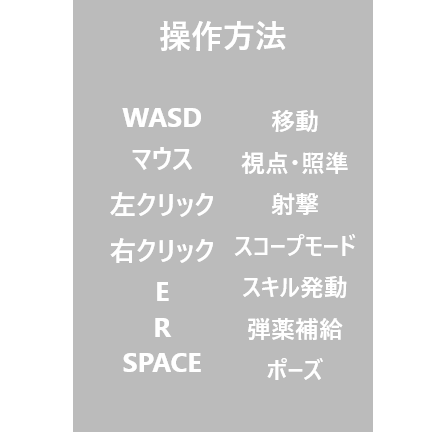 操作方法
WASD 移動
マウス 視点・照準
左クリック 射撃
右クリック スコープモード
E スキル発動
R 弾薬補給
SPACE ポーズ